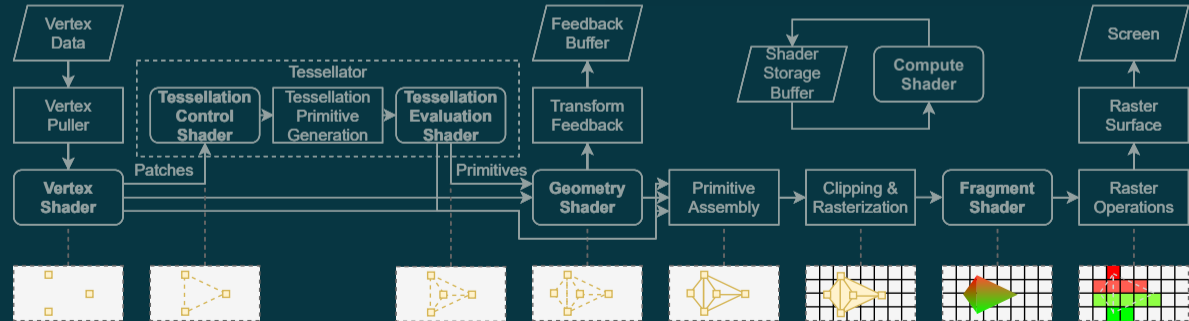 Vertex
Data
Feedback
Buffer
Shader
Storage
Buffer
Compute
Shader
Screen
Tessellator
Vertex
Puller
Tessellation
Control
Shader
Tessellation
Primitive
Generation
Tessellation
Evaluation
Shader
Transform
Feedback
Raster
Surface
Patches
Primitives
Vertex
Shader
Geometry
Shader
Primitive
Assembly
Clipping &
Rasterization
Fragment
Shader
Raster
Operations